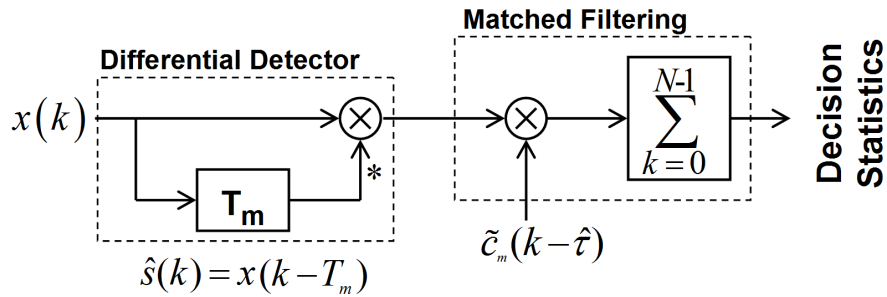 Matched Filtering
Differential Detector
x(k)
*
T_m
ŝ(k) = x(k−T_m)
c̃_m(k−τ̂)
N-1
∑
k = 0
Decision
Statistics